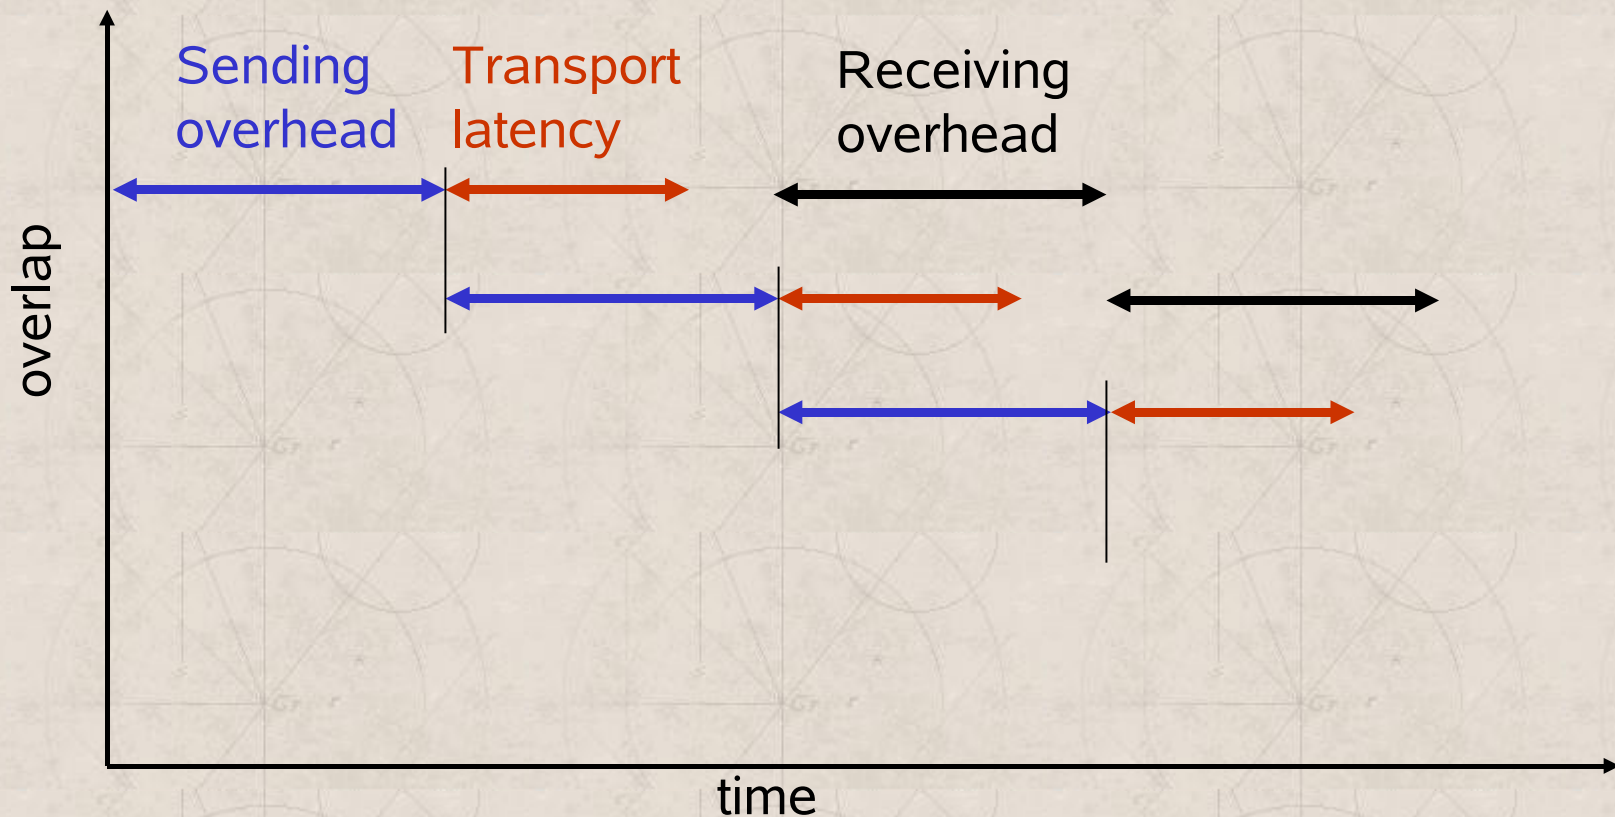 Sending
overhead
Transport
latency
Receiving
overhead
overlap
time